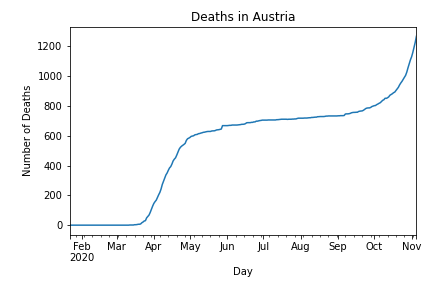 Deaths in Austria
Number of Deaths
1200
1000
800
600
400
200
0
Feb Mar Apr May Jun Jul Aug Sep Oct Nov
2020
Day